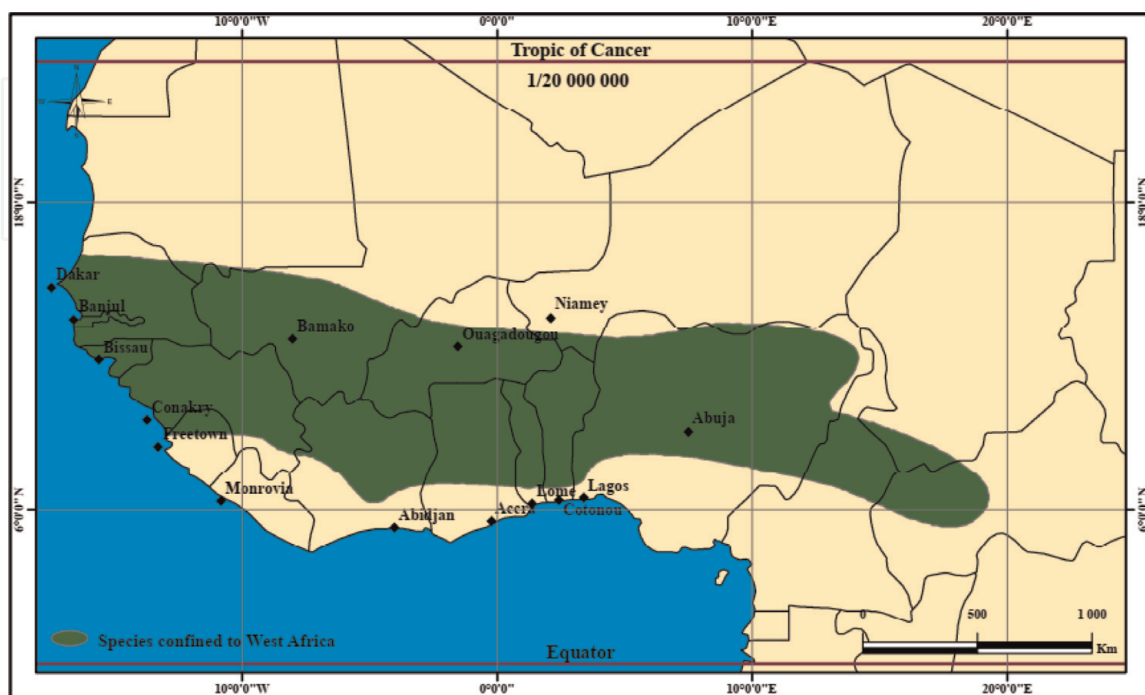 10°0'0"W 0°0'0" 10°0'0"E 20°0'0"E
Tropic of Cancer
1/20 000 000
N
W E
S
18°0'0"N 18°0'0"N
Dakar
Banjul
Niamey
Bamako
Ouagadougou
Bissau
Conakry
Abuja
Freetown
Monrovia
Lome
Lagos
Cotonou
Accra
Abidjan
6°0'0"N 6°0'0"N
0 500 1 000
Km
Species confined to West Africa
Equator
10°0'0"W 0°0'0" 10°0'0"E 20°0'0"E